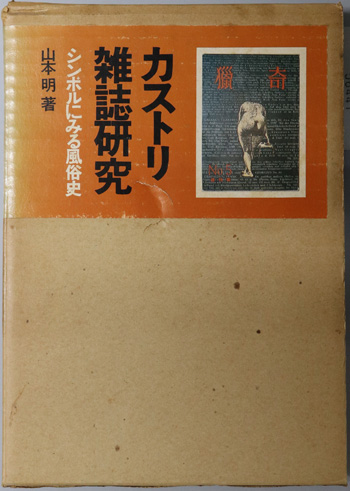 カストリ
雑誌研究
シンボルにみる風俗史
山本 明 著
獵奇